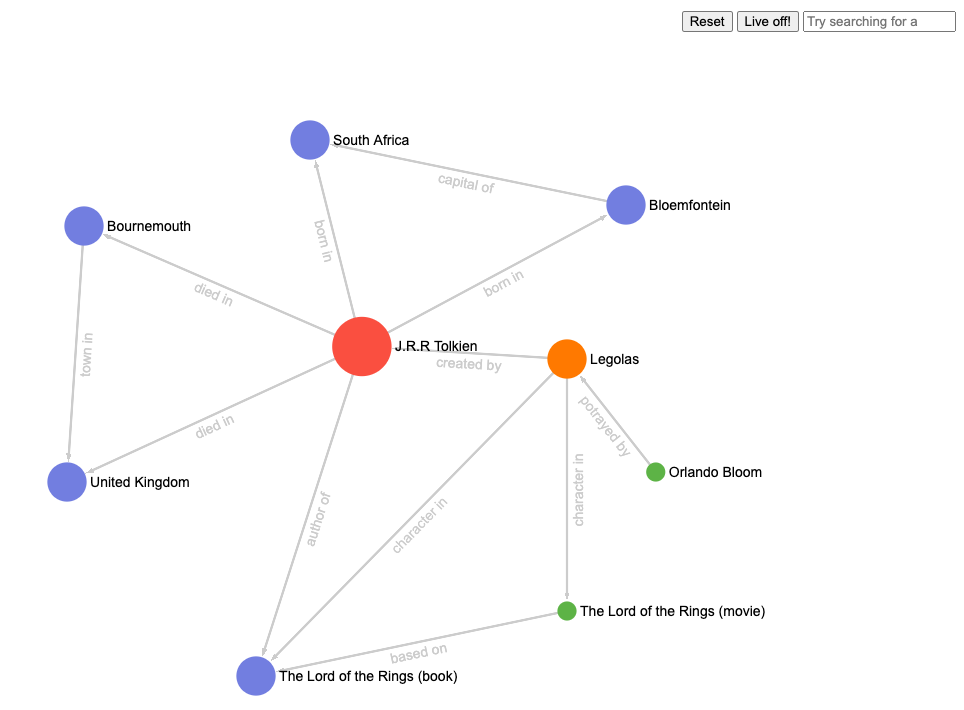 Reset
Live off!
Try searching for a
South Africa
capital of
Bloemfontein
Bournemouth
born in
born in
died in
J.R.R Tolkien
created by
Legolas
town in
died in
potrayed by
Orlando Bloom
United Kingdom
author of
character in
character in
The Lord of the Rings (movie)
based on
The Lord of the Rings (book)